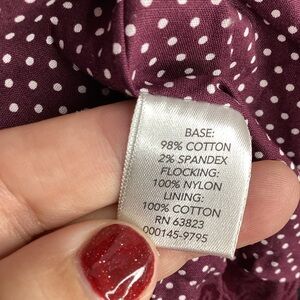 BASE:
98% COTTON
2% SPANDEX
FLOCKING:
100% NYLON
LINING:
100% COTTON
RN 63823
000145-9795